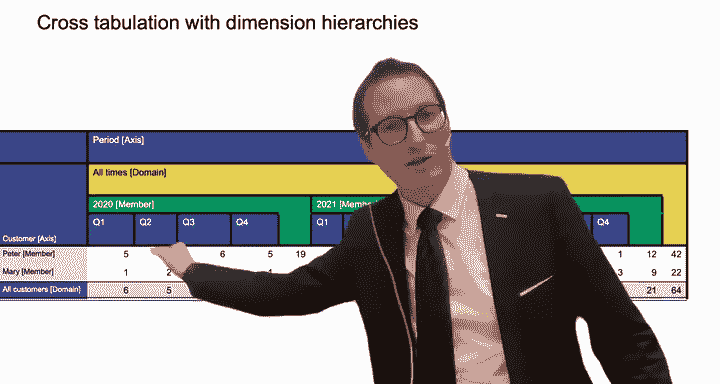 Cross tabulation with dimension hierarchies
Period [Axis]
All times [Domain]
2020 [Member] 2021 [Member]
Q1 Q2 Q3 Q4 Q1 Q4
Customer [Axis]
Peter [Member] 5 6 5 19 1 12 42
Mary [Member] 1 2 3 9 22
All customers [Domain] 6 5 21 64